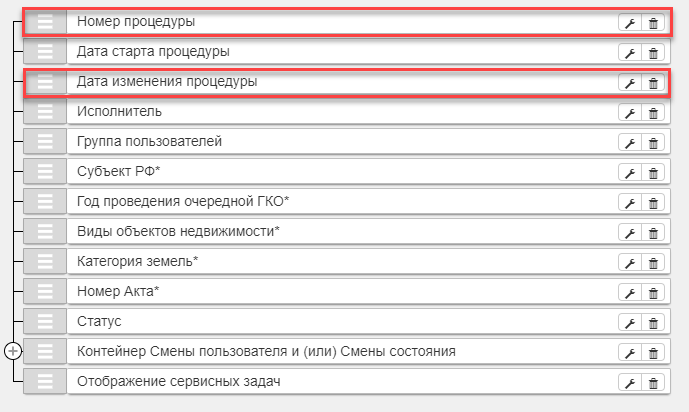 Номер процедуры
Дата старта процедуры
Дата изменения процедуры
Исполнитель
Группа пользователей
Субъект РФ*
Год проведения очередной ГКО*
Виды объектов недвижимости*
Категория земель*
Номер Акта*
Статус
Контейнер Смены пользователя и (или) Смены состояния
Отображение сервисных задач